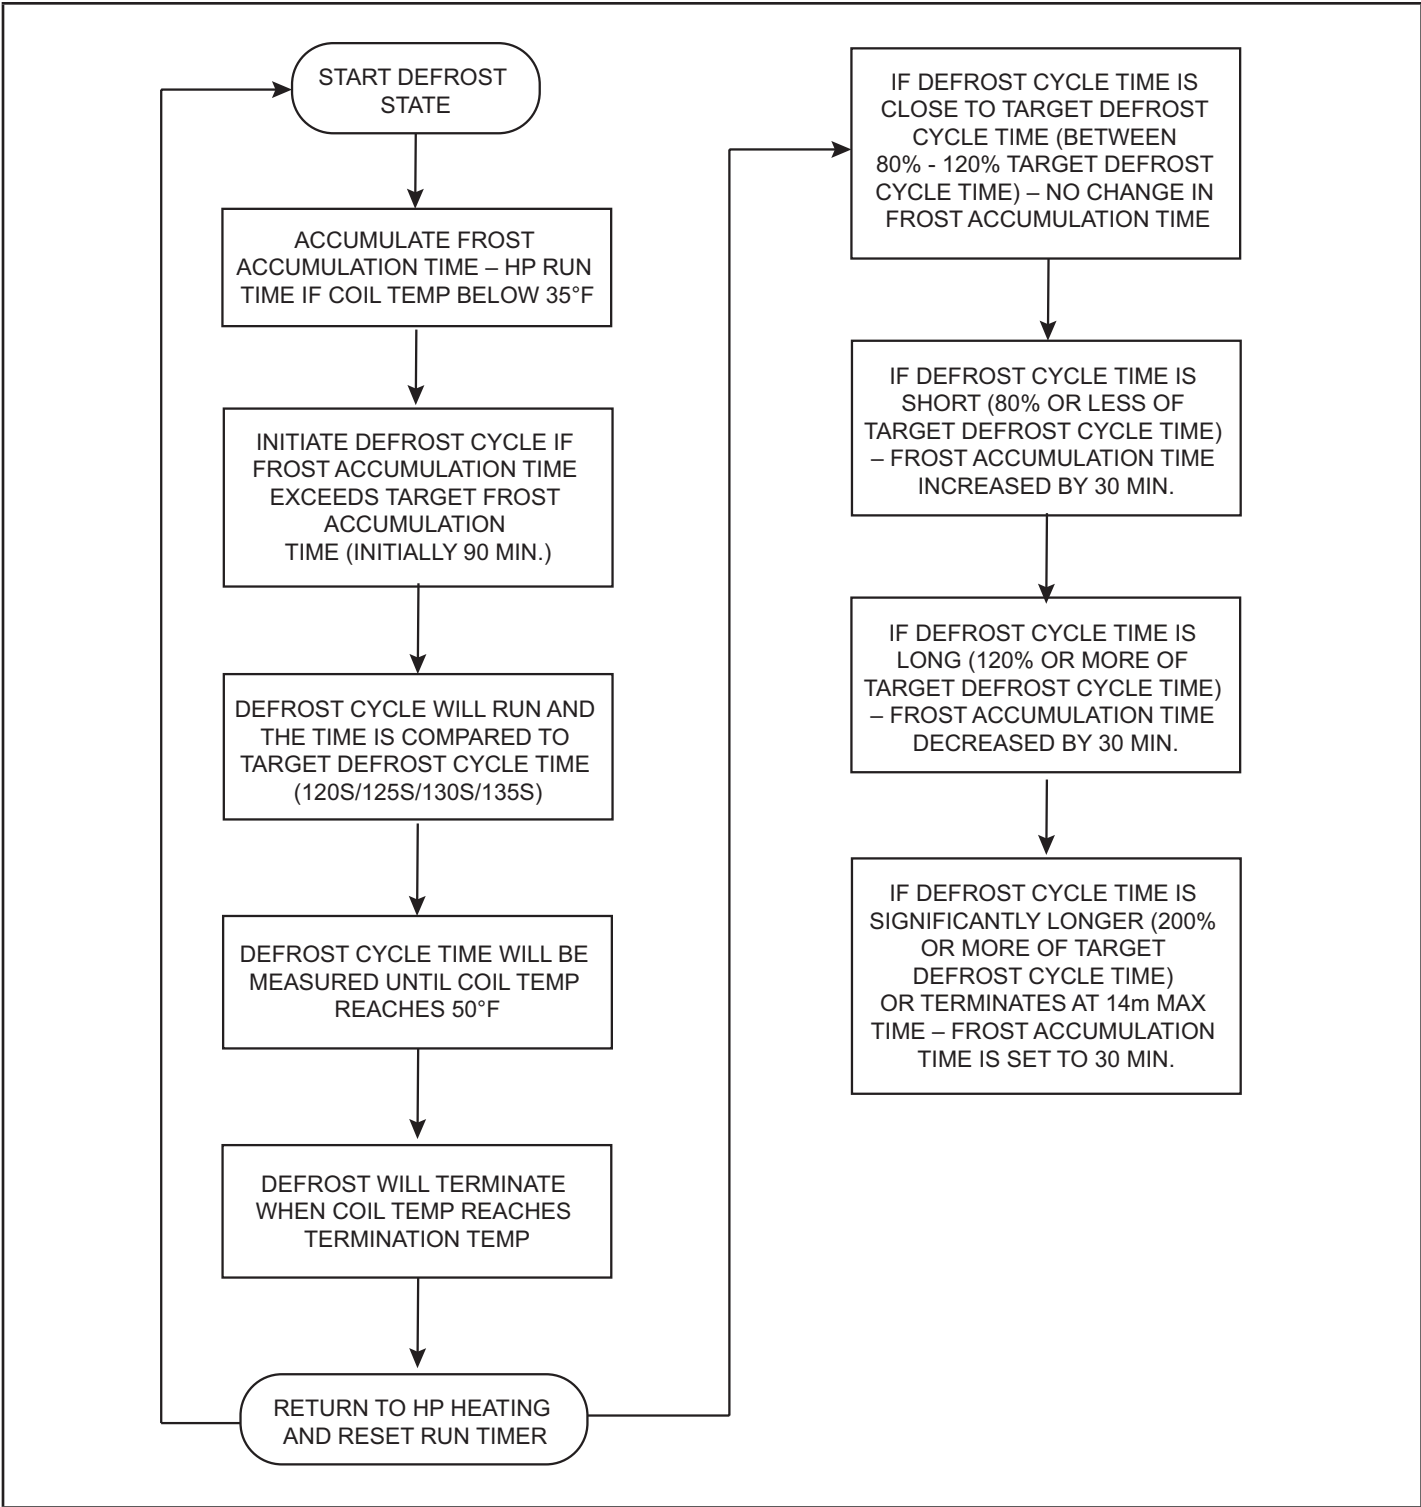 START DEFROST
STATE
ACCUMULATE FROST
ACCUMULATION TIME – HP RUN
TIME IF COIL TEMP BELOW 35°F
INITIATE DEFROST CYCLE IF
FROST ACCUMULATION TIME
EXCEEDS TARGET FROST
ACCUMULATION
TIME (INITIALLY 90 MIN.)
DEFROST CYCLE WILL RUN AND
THE TIME IS COMPARED TO
TARGET DEFROST CYCLE TIME
(120S/125S/130S/135S)
DEFROST CYCLE TIME WILL BE
MEASURED UNTIL COIL TEMP
REACHES 50°F
DEFROST WILL TERMINATE
WHEN COIL TEMP REACHES
TERMINATION TEMP
RETURN TO HP HEATING
AND RESET RUN TIMER
IF DEFROST CYCLE TIME IS
CLOSE TO TARGET DEFROST
CYCLE TIME (BETWEEN
80% - 120% TARGET DEFROST
CYCLE TIME) – NO CHANGE IN
FROST ACCUMULATION TIME
IF DEFROST CYCLE TIME IS
SHORT (80% OR LESS OF
TARGET DEFROST CYCLE TIME)
– FROST ACCUMULATION TIME
INCREASED BY 30 MIN.
IF DEFROST CYCLE TIME IS
LONG (120% OR MORE OF
TARGET DEFROST CYCLE TIME)
– FROST ACCUMULATION TIME
DECREASED BY 30 MIN.
IF DEFROST CYCLE TIME IS
SIGNIFICANTLY LONGER (200%
OR MORE OF TARGET
DEFROST CYCLE TIME)
OR TERMINATES AT 14m MAX
TIME – FROST ACCUMULATION
TIME IS SET TO 30 MIN.